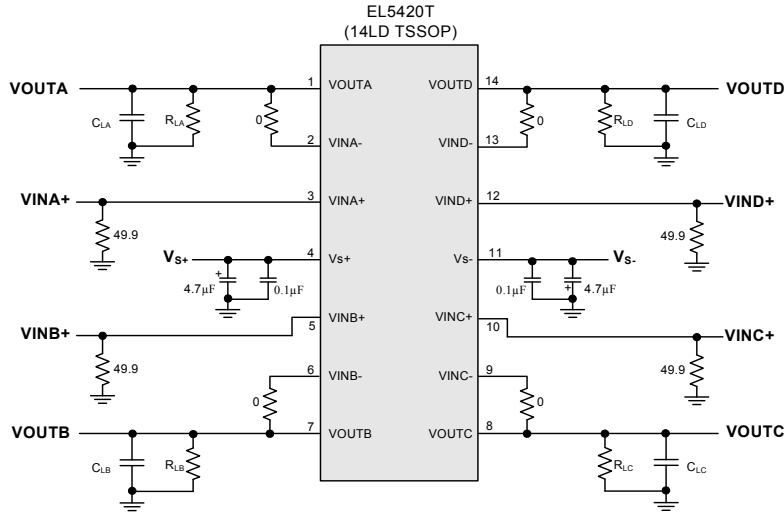 EL5420T
(14LD TSSOP)
VOUTA
CLA
RLA
0
1
VOUTA
VOUTD
14
0
RLD
CLD
VOUTD
2
VINA-
VIND-
13
VINA+
49.9
3
VINA+
VIND+
12
VIND+
49.9
VS+
4.7μF
+
0.1μF
4
Vs+
Vs-
11
0.1μF
+
4.7μF
VS-
VINB+
49.9
5
VINB+
VINC+
10
VINC+
49.9
6
VINB-
VINC-
9
0
0
VOUTB
CLB
RLB
7
VOUTB
VOUTC
8
RLC
CLC
VOUTC